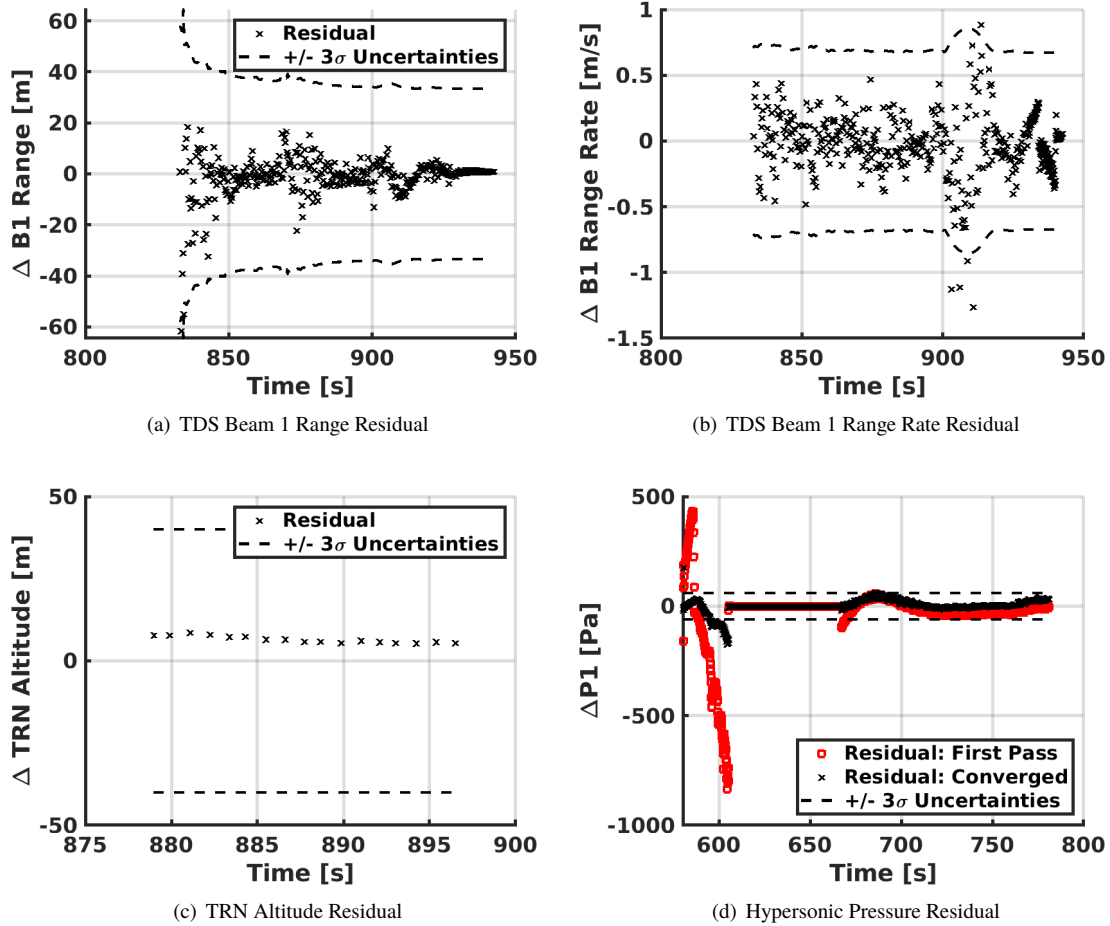 Δ B1 Range [m]
60
40
20
0
-20
-40
-60
Residual
+/- 3σ Uncertainties
800 850 900 950
Time [s]
(a) TDS Beam 1 Range Residual
Δ B1 Range Rate [m/s]
1
0.5
0
-0.5
-1
-1.5
800 850 900 950
Time [s]
(b) TDS Beam 1 Range Rate Residual
Δ TRN Altitude [m]
50
0
-50
Residual
+/- 3σ Uncertainties
875 880 885 890 895 900
Time [s]
(c) TRN Altitude Residual
ΔP1 [Pa]
500
0
-500
-1000
Residual: First Pass
Residual: Converged
+/- 3σ Uncertainties
600 650 700 750 800
Time [s]
(d) Hypersonic Pressure Residual